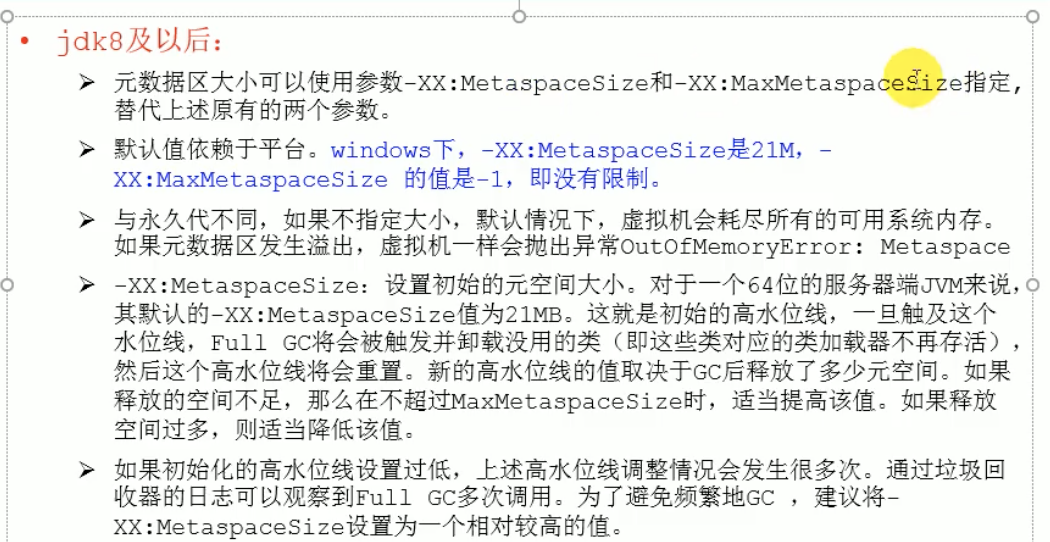 • jdk8及以后:
➢ 元数据区大小可以使用参数-XX:MetaspaceSize和-XX:MaxMetaspaceSize指定,
替代上述原有的两个参数。
➢ 默认值依赖于平台。windows下，-XX:MetaspaceSize是21M，-
XX:MaxMetaspaceSize 的值是-1，即没有限制。
➢ 与永久代不同，如果不指定大小，默认情况下，虚拟机会耗尽所有的可用系统内存。
如果元数据区发生溢出，虚拟机一样会抛出异常OutOfMemoryError: Metaspace
➢ -XX:MetaspaceSize：设置初始的元空间大小。对于一个64位的服务器端JVM来说，
其默认的-XX:MetaspaceSize值为21MB。这就是初始的高水位线，一旦触及这个
水位线，Full GC将会被触发并卸载没用的类（即这些类对应的类加载器不再存活），
然后这个高水位线将会重置。新的高水位线的值取决于GC后释放了多少元空间。如果
释放的空间不足，那么在不超过MaxMetaspaceSize时，适当提高该值。如果释放
空间过多，则适当降低该值。
➢ 如果初始化的高水位线设置过低，上述高水位线调整情况会发生很多次。通过垃圾回
收器的日志可以观察到Full GC多次调用。为了避免频繁地GC ，建议将-
XX:MetaspaceSize设置为一个相对较高的值。